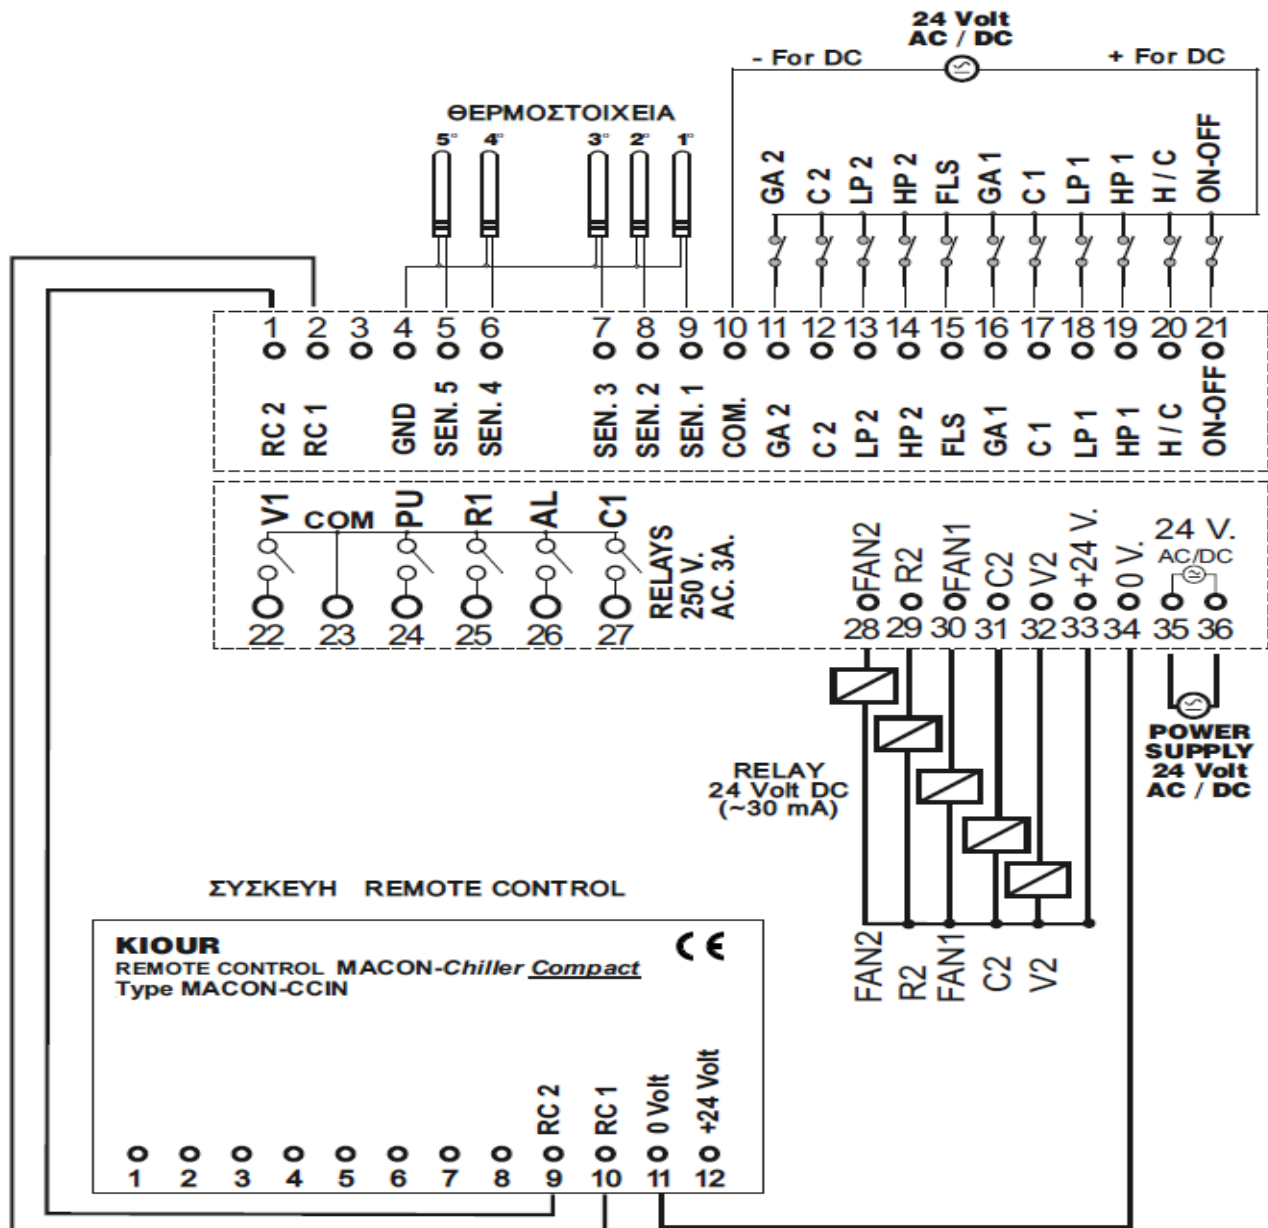 24 Volt
AC / DC
- For DC
+ For DC
ΘΕΡΜΟΣΤΟΙΧΕΙΑ
5° 4° 3° 2° 1°
GA 2 C 2 LP 2 HP 2 FLS GA 1 C 1 LP 1 HP 1 H / C ON-OFF
1 2 3 4 5 6 7 8 9 10 11 12 13 14 15 16 17 18 19 20 21
RC 2 RC 1 GND SEN. 5 SEN. 4 SEN. 3 SEN. 2 SEN. 1 COM. GA 2 C 2 LP 2 HP2 FLS GA 1 C 1 LP 1 HP1 H / C ON-OFF
V1 COM PU R1 AL C1
RELAYS
250 V.
AC. 3A.
FAN2 R2 FAN1 C2 V2 +24 V. 0 V.
24 V.
AC/DC
22 23 24 25 26 27 28 29 30 31 32 33 34 35 36
POWER
SUPPLY
24 Volt
AC / DC
RELAY
24 Volt DC
(~30 mA)
FAN2 R2 FAN1 C2 V2
ΣΥΣΚΕΥΗ REMOTE CONTROL
KIOUR
CE
REMOTE CONTROL MACON-Chiller Compact
Type MACON-CCIN
RC 2 RC 1 0 Volt +24 Volt
1 2 3 4 5 6 7 8 9 10 11 12